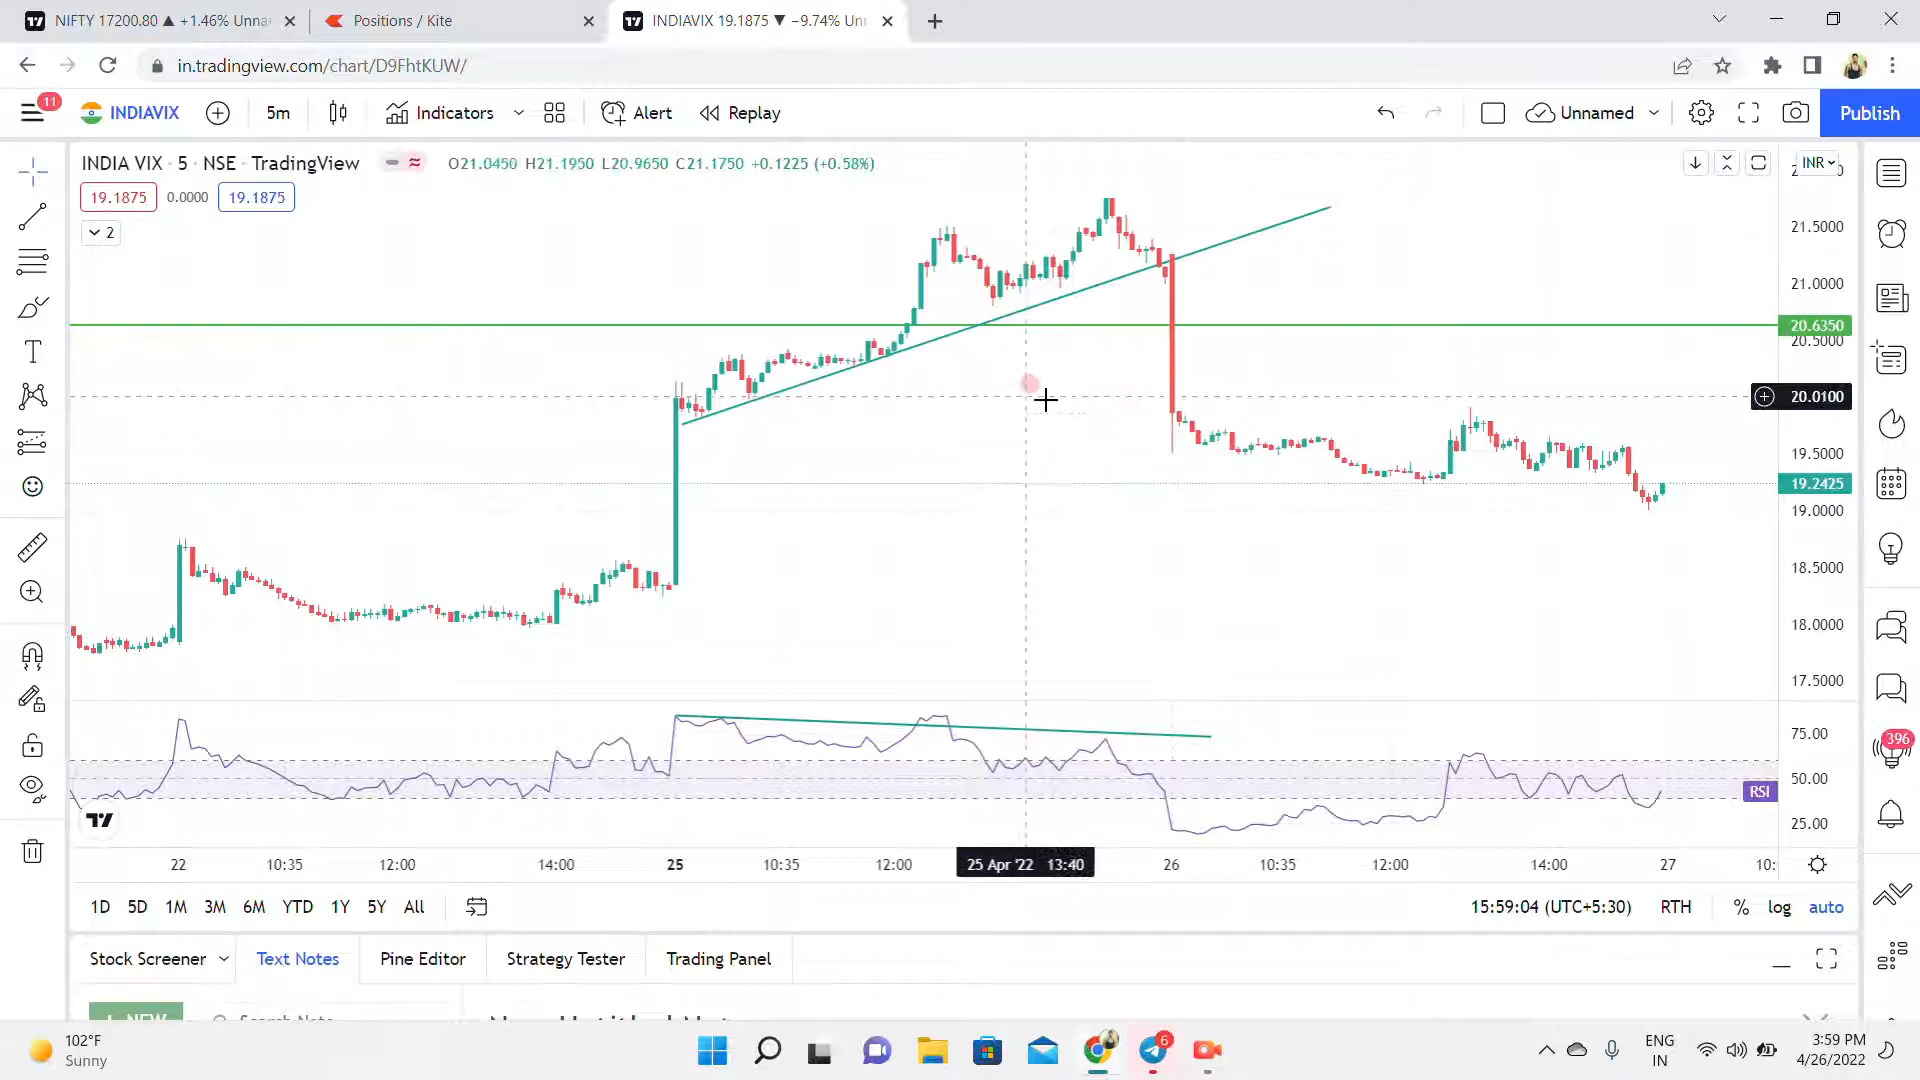 NIFTY 17200.80 ▲ +1.46% Unna
Positions / Kite
INDIAVIX 19.1875 ▼ −9.74% Unn
in.tradingview.com/chart/D9FhtKUW/
11
INDIAVIX
5m
Indicators
Alert
Replay
Unnamed
Publish
INDIA VIX · 5 · NSE · TradingView
O21.0450 H21.1950 L20.9650 C21.1750 +0.1225 (+0.58%)
INR
19.1875
0.0000
19.1875
2
21.5000
21.0000
20.6350
20.5000
20.0100
19.5000
19.2425
19.0000
18.5000
18.0000
17.5000
75.00
50.00
RSI
25.00
396
22
10:35
12:00
14:00
25
10:35
12:00
25 Apr '22 13:40
26
10:35
12:00
14:00
27
10:
1D 5D 1M 3M 6M YTD 1Y 5Y All
15:59:04 (UTC+5:30)
RTH
%
log
auto
Stock Screener
Text Notes
Pine Editor
Strategy Tester
Trading Panel
102°F
Sunny
6
ENG
IN
3:59 PM
4/26/2022